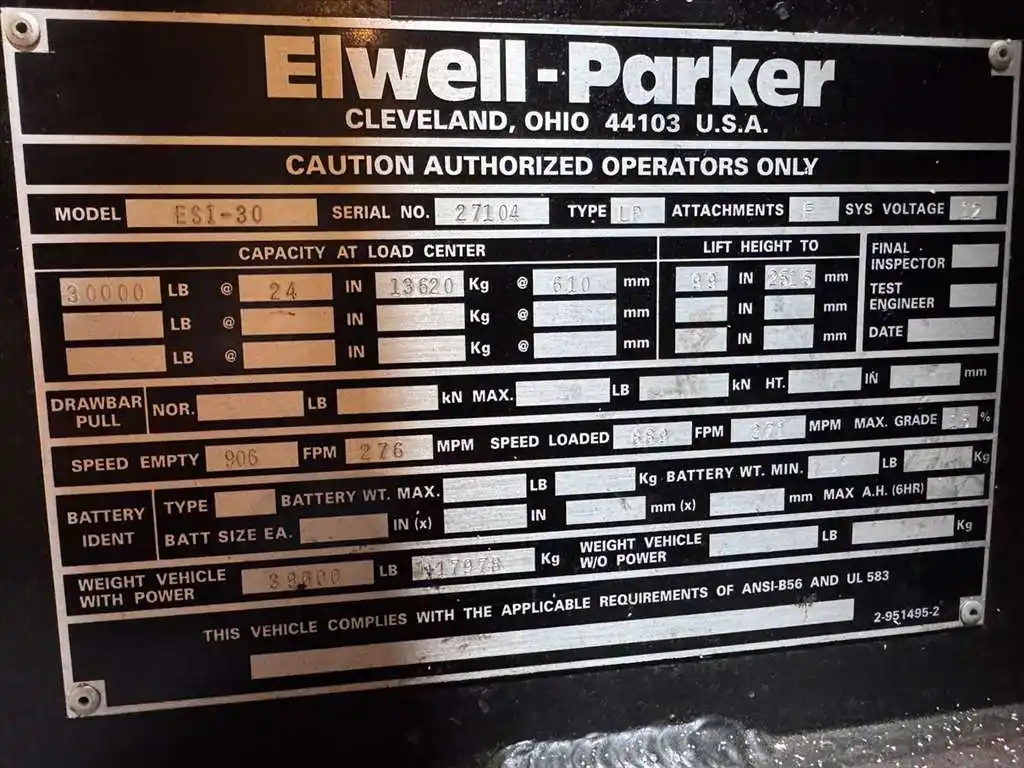 Elwell-Parker
CLEVELAND, OHIO 44103 U.S.A.
CAUTION AUTHORIZED OPERATORS ONLY
MODEL ESI-30 SERIAL NO. 27104 TYPE LP ATTACHMENTS SYS VOLTAGE 12
CAPACITY AT LOAD CENTER LIFT HEIGHT TO
30000 LB @ 24 IN 13620 Kg @ 610 mm 99 IN 2515 mm
LB @ IN Kg @ mm IN mm
LB @ IN Kg @ mm IN mm
FINAL INSPECTOR
TEST ENGINEER
DATE
DRAWBAR PULL NOR. LB kN MAX. LB kN HT. IN mm
SPEED EMPTY 906 FPM 276 MPM SPEED LOADED 889 FPM 271 MPM MAX. GRADE %
BATTERY IDENT
TYPE BATTERY WT. MAX. LB Kg BATTERY WT. MIN. LB Kg
BATT SIZE EA. IN (x) IN mm (x) mm MAX A.H. (6HR)
WEIGHT VEHICLE WITH POWER LB 17978 Kg WEIGHT VEHICLE W/O POWER LB Kg
THIS VEHICLE COMPLIES WITH THE APPLICABLE REQUIREMENTS OF ANSI-B56 AND UL 583
2-951495-2